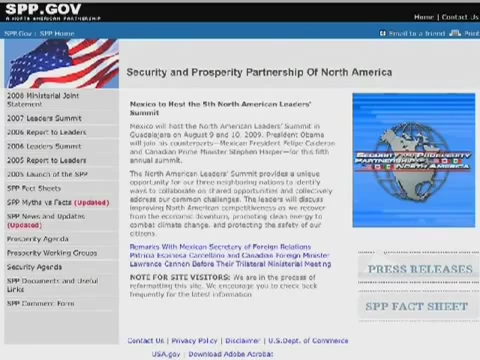 SPP.GOV
A NORTH AMERICAN PARTNERSHIP
Home | Contact Us
SPP.Gov : SPP Home
Email to a friend Print
Security and Prosperity Partnership Of North America
2008 Ministerial Joint
Statement
2007 Leaders Summit
2006 Report to Leaders
2006 Leaders Summit
2005 Report to Leaders
2005 Launch of the SPP
SPP Fact Sheets
SPP Myths vs Facts (Updated)
SPP News and Updates
(Updated)
Prosperity Agenda
Prosperity Working Groups
Security Agenda
SPP Documents and Useful
Links
SPP Comment Form
Mexico to Host the 5th North American Leaders'
Summit
Mexico will host the North American Leaders' Summit in
Guadalajara on August 9 and 10, 2009. President Obama
will join his counterparts—Mexican President Felipe Calderon
and Canadian Prime Minister Stephen Harper—for this fifth
annual summit.
The North American Leaders' Summit provides a unique
opportunity for our three neighboring nations to identify
ways to collaborate on shared opportunities and collectively
address our common challenges. The leaders will discuss
improving North American competitiveness as we recover
from the economic downturn, promoting clean energy to
combat climate change, and protecting the safety of our
citizens.
Remarks With Mexican Secretary of Foreign Relations
Patricia Espinosa Cantellano and Canadian Foreign Minister
Lawrence Cannon Before Their Trilateral Ministerial Meeting
NOTE FOR SITE VISITORS: We are in the process of
reformatting this site. We encourage you to check back
frequently for the latest information.
SECURITY AND PROSPERITY
PARTNERSHIP OF
NORTH AMERICA
PRESS RELEASES
SPP FACT SHEET
Contact Us | Privacy Policy | Disclaimer | U.S.Dept. of Commerce
USA.gov | Download Adobe Acrobat